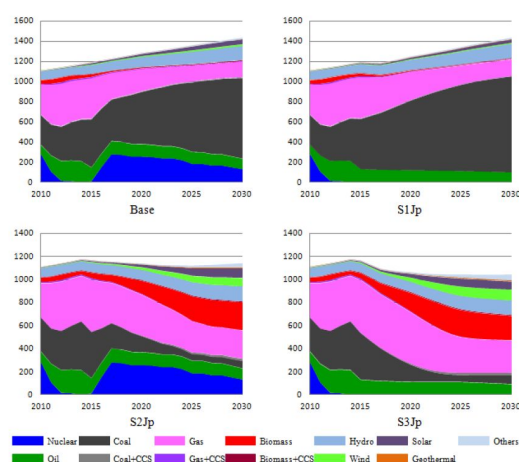 1600 1600
1400 1400
1200 1200
1000 1000
800 800
600 600
400 400
200 200
0 0
2010 2015 2020 2025 2030 2010 2015 2020 2025 2030
Base S1Jp
1400 1400
1200 1200
1000 1000
800 800
600 600
400 400
200 200
0 0
2010 2015 2020 2025 2030 2010 2015 2020 2025 2030
S2Jp S3Jp
Nuclear Coal Gas Biomass Hydro Solar Others
Oil Coal+CCS Gas+CCS Biomass+CCS Wind Geothermal